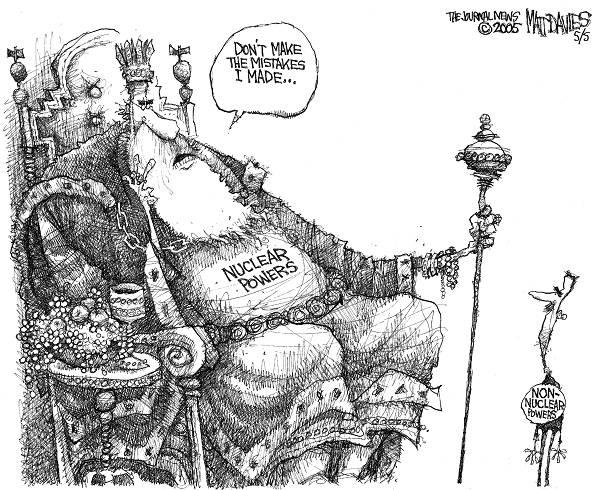 THE JOURNAL NEWS
© 2005
MATT DAVIES
5/5
DON'T MAKE
THE MISTAKES
I MADE...
NUCLEAR
POWERS
NON-
NUCLEAR
POWERS